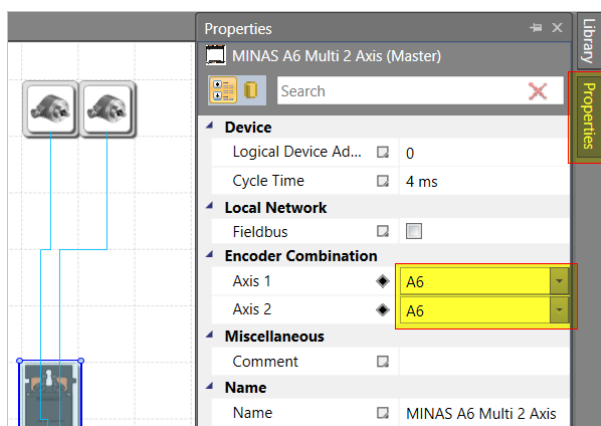 Properties
MINAS A6 Multi 2 Axis (Master)
Search
Device
Logical Device Ad... 0
Cycle Time 4 ms
Local Network
Fieldbus
Encoder Combination
Axis 1 A6
Axis 2 A6
Miscellaneous
Comment
Name
Name MINAS A6 Multi 2 Axis
Library
Properties